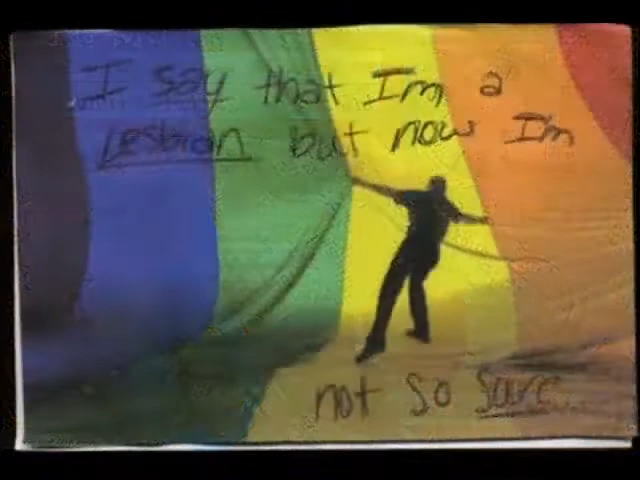 I say that I'm a
Lesbian but now I'm
not so sure...